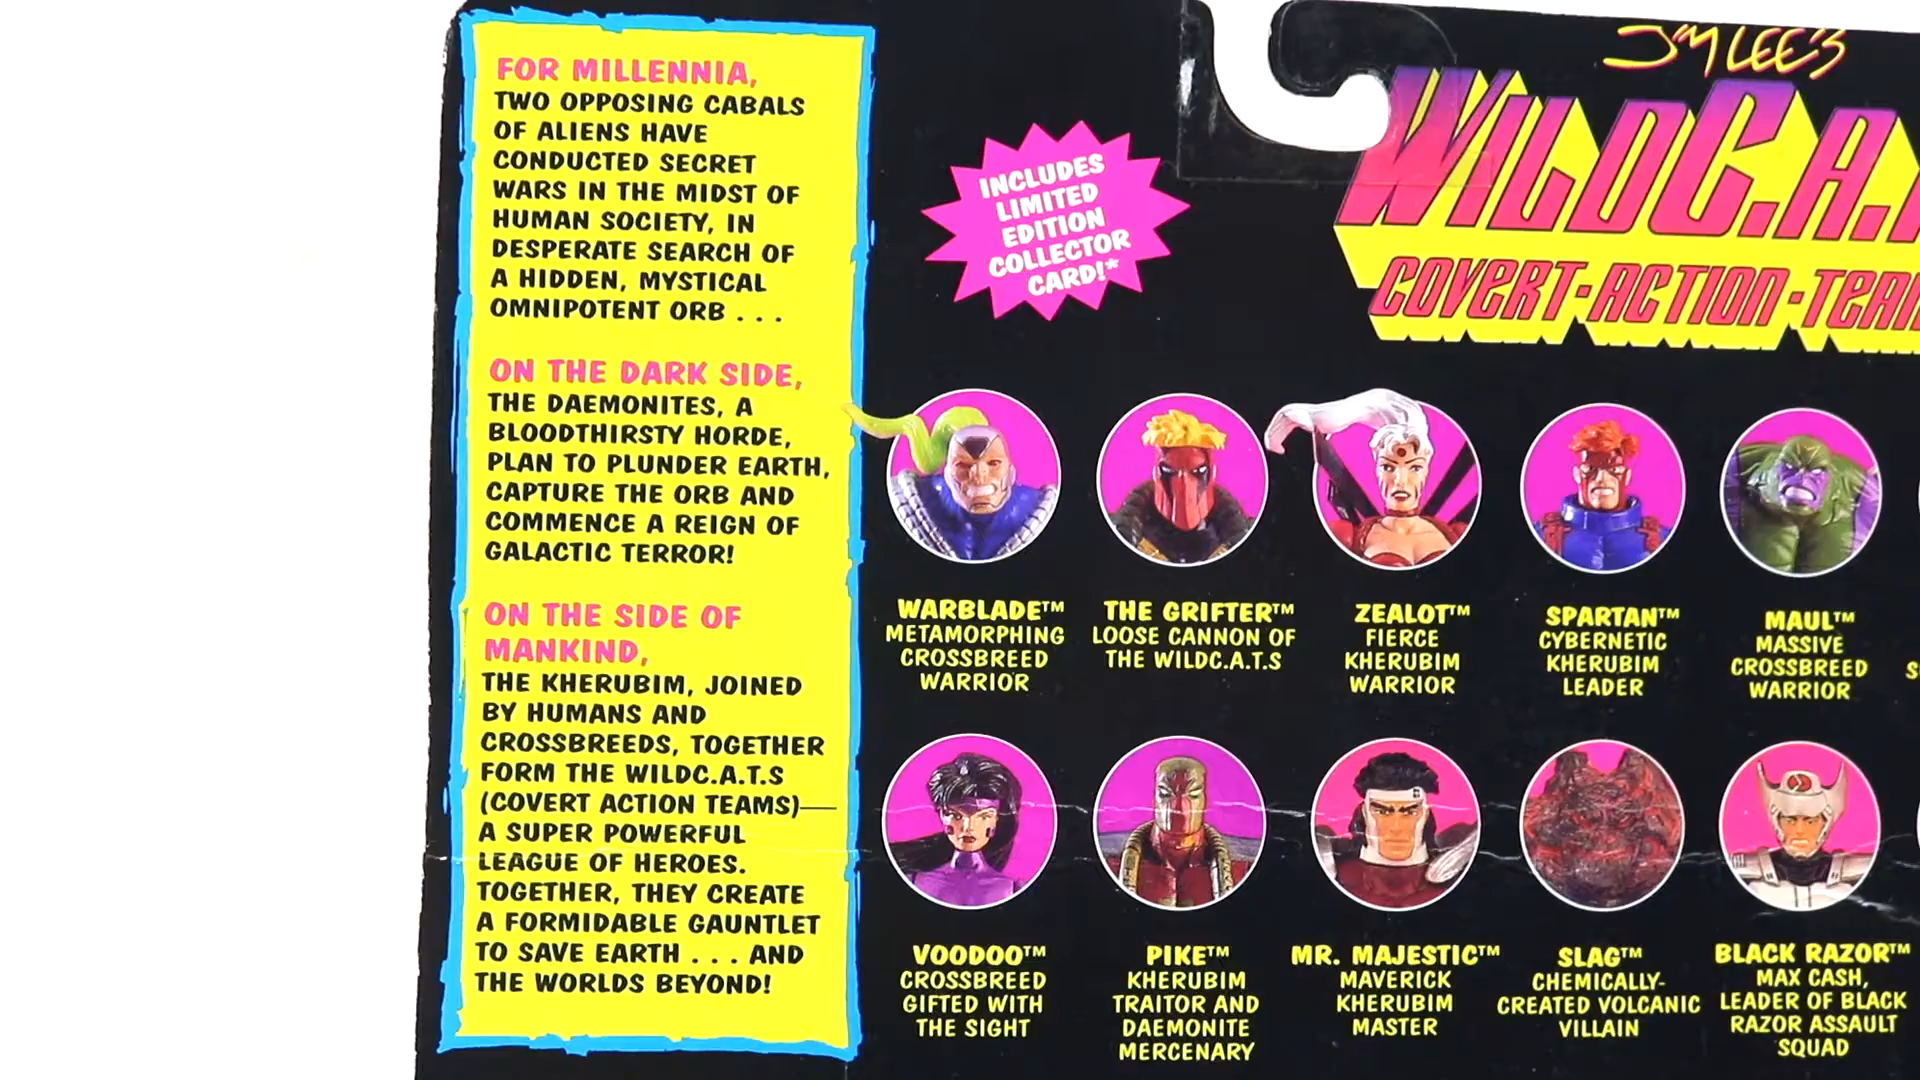 FOR MILLENNIA,
TWO OPPOSING CABALS
OF ALIENS HAVE
CONDUCTED SECRET
WARS IN THE MIDST OF
HUMAN SOCIETY, IN
DESPERATE SEARCH OF
A HIDDEN, MYSTICAL
OMNIPOTENT ORB . . .
ON THE DARK SIDE,
THE DAEMONITES, A
BLOODTHIRSTY HORDE,
PLAN TO PLUNDER EARTH,
CAPTURE THE ORB AND
COMMENCE A REIGN OF
GALACTIC TERROR!
ON THE SIDE OF
MANKIND,
THE KHERUBIM, JOINED
BY HUMANS AND
CROSSBREEDS, TOGETHER
FORM THE WILDC.A.T.S
(COVERT ACTION TEAMS)—
A SUPER POWERFUL
LEAGUE OF HEROES.
TOGETHER, THEY CREATE
A FORMIDABLE GAUNTLET
TO SAVE EARTH . . . AND
THE WORLDS BEYOND!
INCLUDES
LIMITED
EDITION
COLLECTOR
CARD!*
JIM LEE'S
WILDC.A.
COVERT-ACTION-TEAM
WARBLADE™
METAMORPHING
CROSSBREED
WARRIOR
THE GRIFTER™
LOOSE CANNON OF
THE WILDC.A.T.S
ZEALOT™
FIERCE
KHERUBIM
WARRIOR
SPARTAN™
CYBERNETIC
KHERUBIM
LEADER
MAUL™
MASSIVE
CROSSBREED
WARRIOR
VOODOO™
CROSSBREED
GIFTED WITH
THE SIGHT
PIKE™
KHERUBIM
TRAITOR AND
DAEMONITE
MERCENARY
MR. MAJESTIC™
MAVERICK
KHERUBIM
MASTER
SLAG™
CHEMICALLY-
CREATED VOLCANIC
VILLAIN
BLACK RAZOR™
MAX CASH,
LEADER OF BLACK
RAZOR ASSAULT
SQUAD